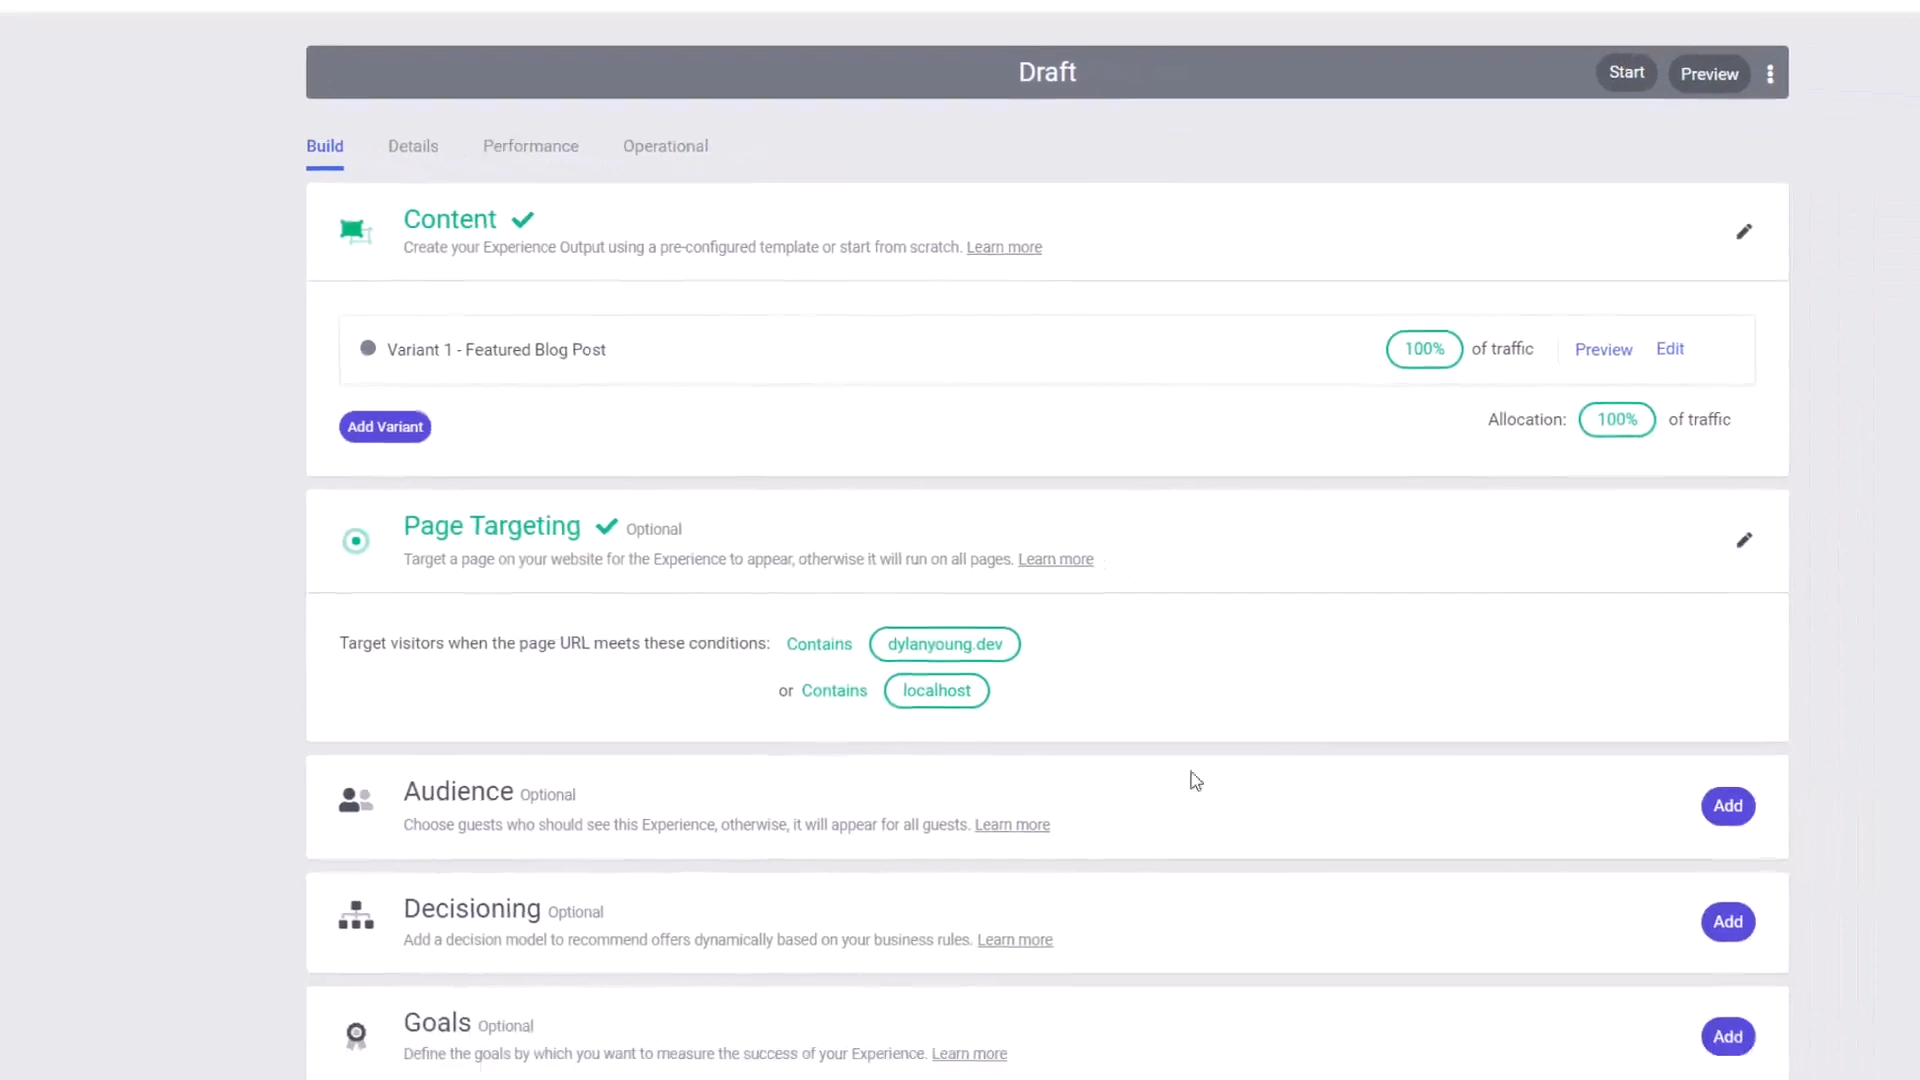 Draft
Start
Preview
Build
Details
Performance
Operational
Content
Create your Experience Output using a pre-configured template or start from scratch. Learn more
Variant 1 - Featured Blog Post
100% of traffic
Preview
Edit
Add Variant
Allocation: 100% of traffic
Page Targeting Optional
Target a page on your website for the Experience to appear, otherwise it will run on all pages. Learn more
Target visitors when the page URL meets these conditions: Contains dylanyoung.dev
or Contains localhost
Audience Optional
Choose guests who should see this Experience, otherwise, it will appear for all guests. Learn more
Add
Decisioning Optional
Add a decision model to recommend offers dynamically based on your business rules. Learn more
Add
Goals Optional
Define the goals by which you want to measure the success of your Experience. Learn more
Add